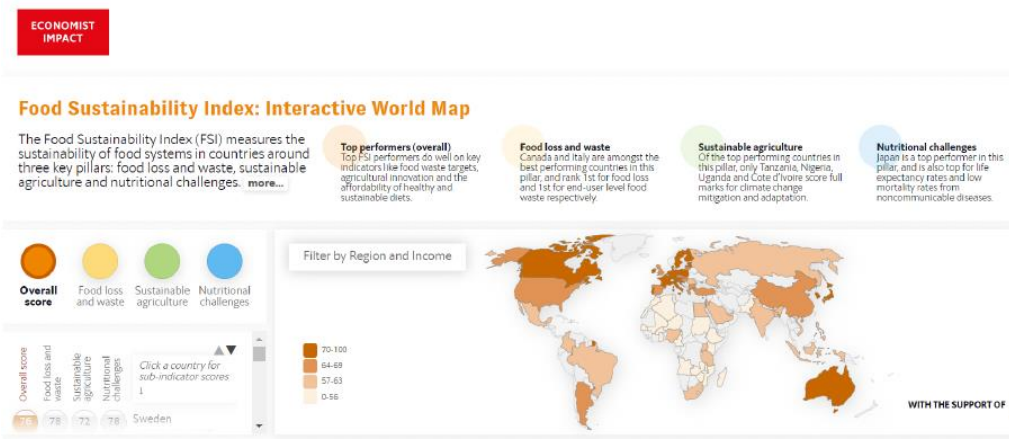 ECONOMIST
IMPACT
Food Sustainability Index: Interactive World Map
The Food Sustainability Index (FSI) measures the
sustainability of food systems in countries around
three key pillars: food loss and waste, sustainable
agriculture and nutritional challenges. more...
Top performers (overall)
Top FSI performers do well on key
indicators like food waste targets,
agricultural innovation and the
affordability of healthy and
sustainable diets.
Food loss and waste
Canada and Italy are amongst the
best performing countries in this
pillar, and rank 1st for food loss
and 1st for end-user level food
waste respectively.
Sustainable agriculture
Of the top performing countries in
this pillar, only Tanzania, Nigeria,
Uganda and Cote d'Ivoire score full
marks for climate change
mitigation and adaptation.
Nutritional challenges
Japan is a top performer in this
pillar, and is also top for life
expectancy rates and low
mortality rates from
noncommunicable diseases.
Overall
score
Food loss
and waste
Sustainable
agriculture
Nutritional
challenges
Filter by Region and Income
70-100
64-69
57-63
0-56
Overall score
Food loss and
waste
Sustainable
agriculture
Nutritional
challenges
Click a country for
sub-indicator scores
↓
76 78 72 78 Sweden
WITH THE SUPPORT OF